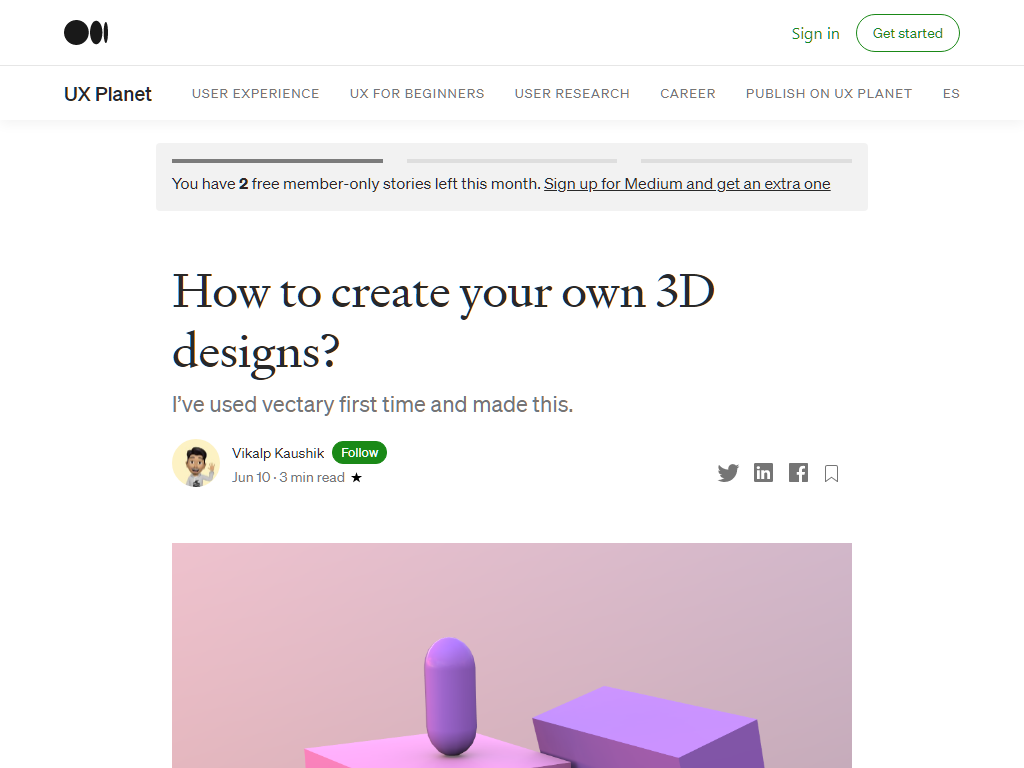 Sign in
Get started
UX Planet
USER EXPERIENCE
UX FOR BEGINNERS
USER RESEARCH
CAREER
PUBLISH ON UX PLANET
ES
You have 2 free member-only stories left this month. Sign up for Medium and get an extra one
How to create your own 3D
designs?
I’ve used vectary first time and made this.
Vikalp Kaushik
Follow
Jun 10 · 3 min read ★